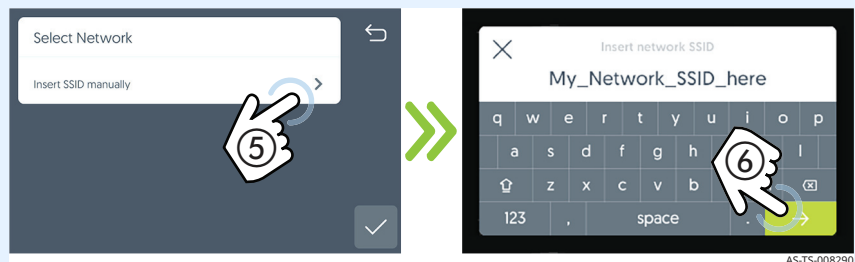 Select Network
Insert SSID manually
5
Insert network SSID
My_Network_SSID_here
q w e r t y u i o p
a s d f g h l
z x c v b
6
123 , space .
AS-TS-008290